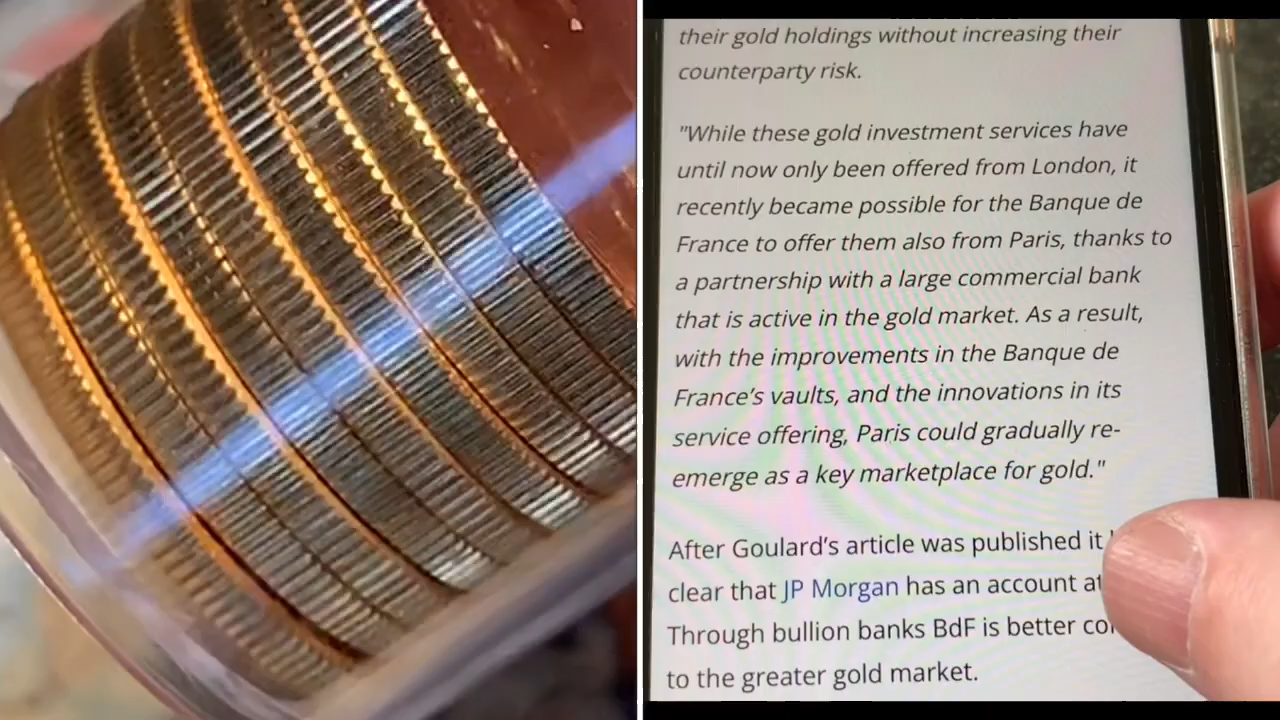 their gold holdings without increasing their
counterparty risk.
"While these gold investment services have
until now only been offered from London, it
recently became possible for the Banque de
France to offer them also from Paris, thanks to
a partnership with a large commercial bank
that is active in the gold market. As a result,
with the improvements in the Banque de
France’s vaults, and the innovations in its
service offering, Paris could gradually re-
emerge as a key marketplace for gold."
After Goulard’s article was published it
clear that JP Morgan has an account at
Through bullion banks BdF is better
to the greater gold market.